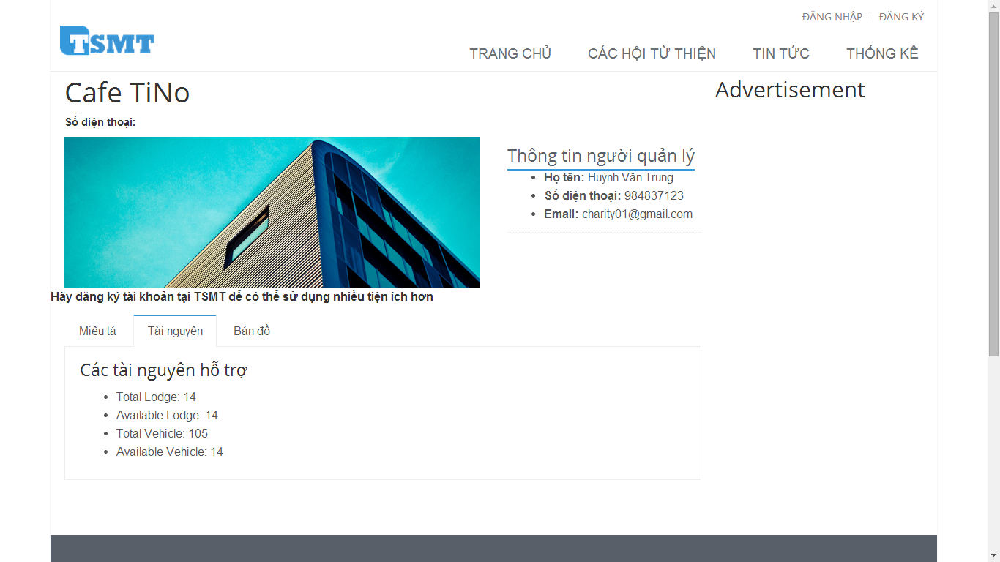 ĐĂNG NHẬP | ĐĂNG KÝ
TSMT
TRANG CHỦ CÁC HỘI TỪ THIỆN TIN TỨC THỐNG KÊ
Cafe TiNo
Advertisement
Số điện thoại:
Thông tin người quản lý
• Họ tên: Huỳnh Văn Trung
• Số điện thoại: 984837123
• Email: charity01@gmail.com
Hãy đăng ký tài khoản tại TSMT để có thể sử dụng nhiều tiện ích hơn
Miêu tả Tài nguyên Bản đồ
Các tài nguyên hỗ trợ
• Total Lodge: 14
• Available Lodge: 14
• Total Vehicle: 105
• Available Vehicle: 14